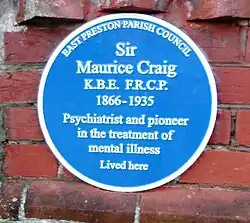 EAST PRESTON PARISH COUNCIL
Sir
Maurice Craig
K.B.E. F.R.C.P.
1866-1935
Psychiatrist and pioneer
in the treatment of
mental illness
Lived here